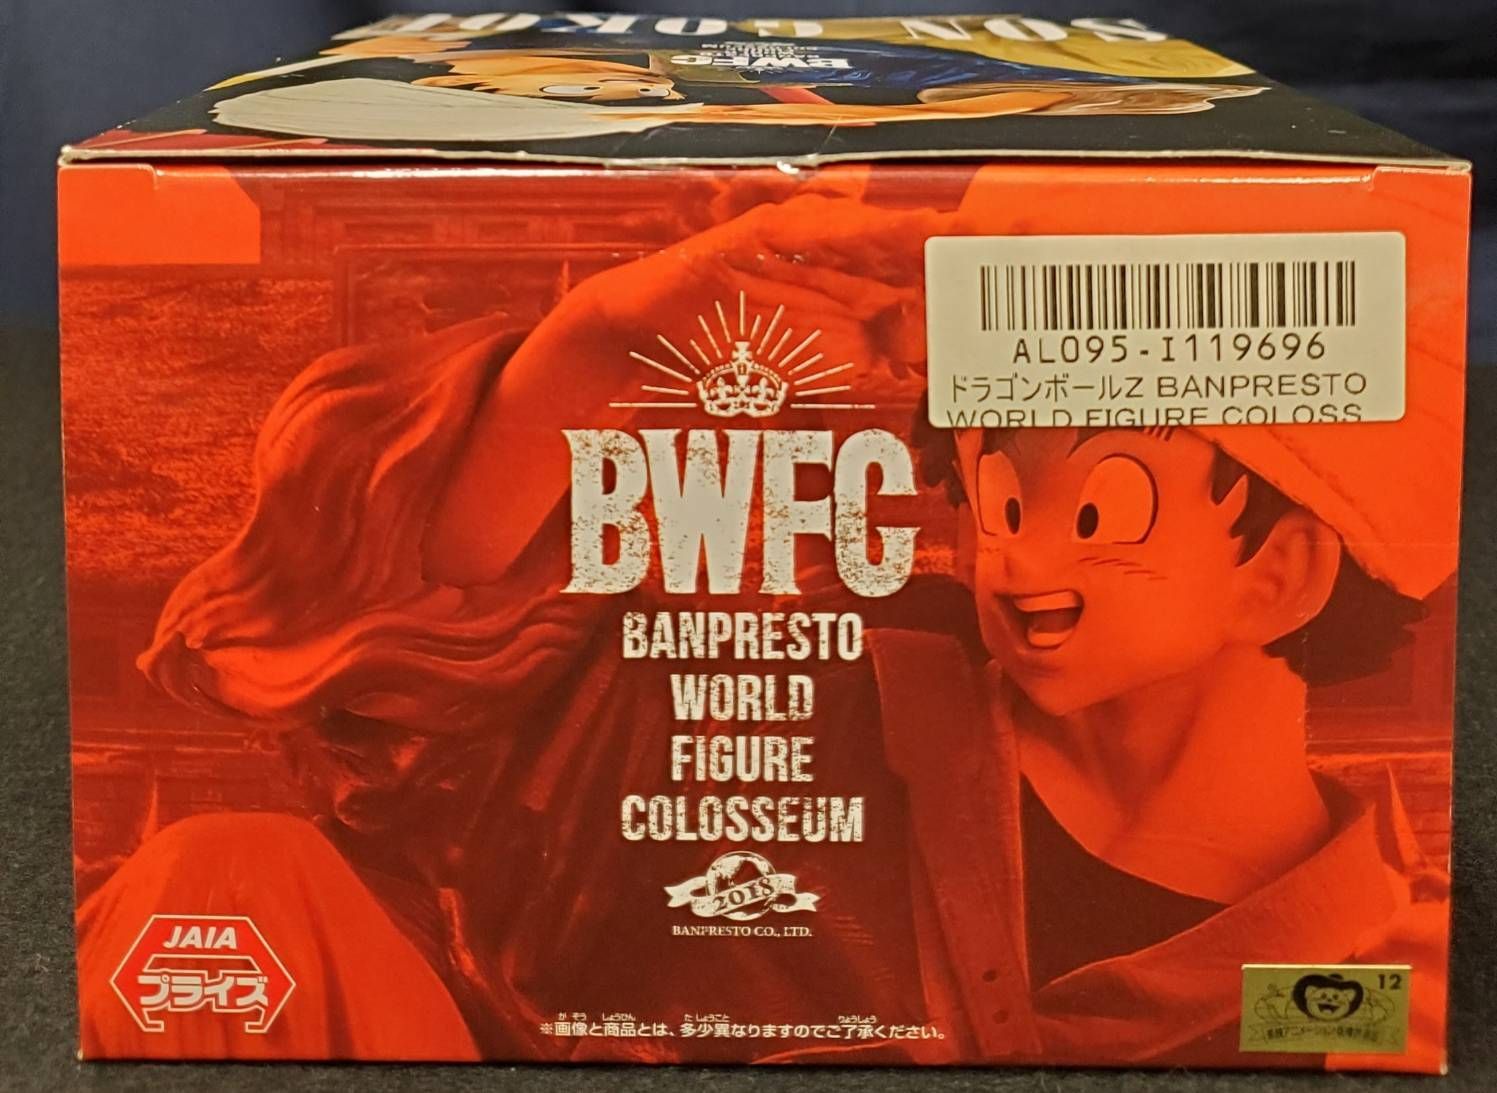 SON GOKOU
BWFC
AL095-I119696
ドラゴンボールZ BANPRESTO
WORLD FIGURE COLOSS
BWFC
BANPRESTO
WORLD
FIGURE
COLOSSEUM
2018
BANPRESTO CO., LTD.
JAIA
プライズ
※画像と商品とは、多少異なりますのでご了承ください。
12